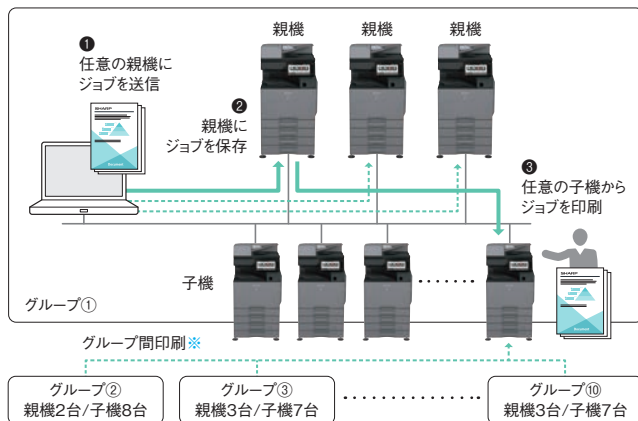 親機
親機
親機
❶
任意の親機に
ジョブを送信
SHARP
❷
親機に
ジョブを保存
❸
任意の子機から
ジョブを印刷
子機
SHARP
グループ①
グループ間印刷※
グループ②
親機2台/子機8台
グループ③
親機3台/子機7台
グループ⑩
親機3台/子機7台